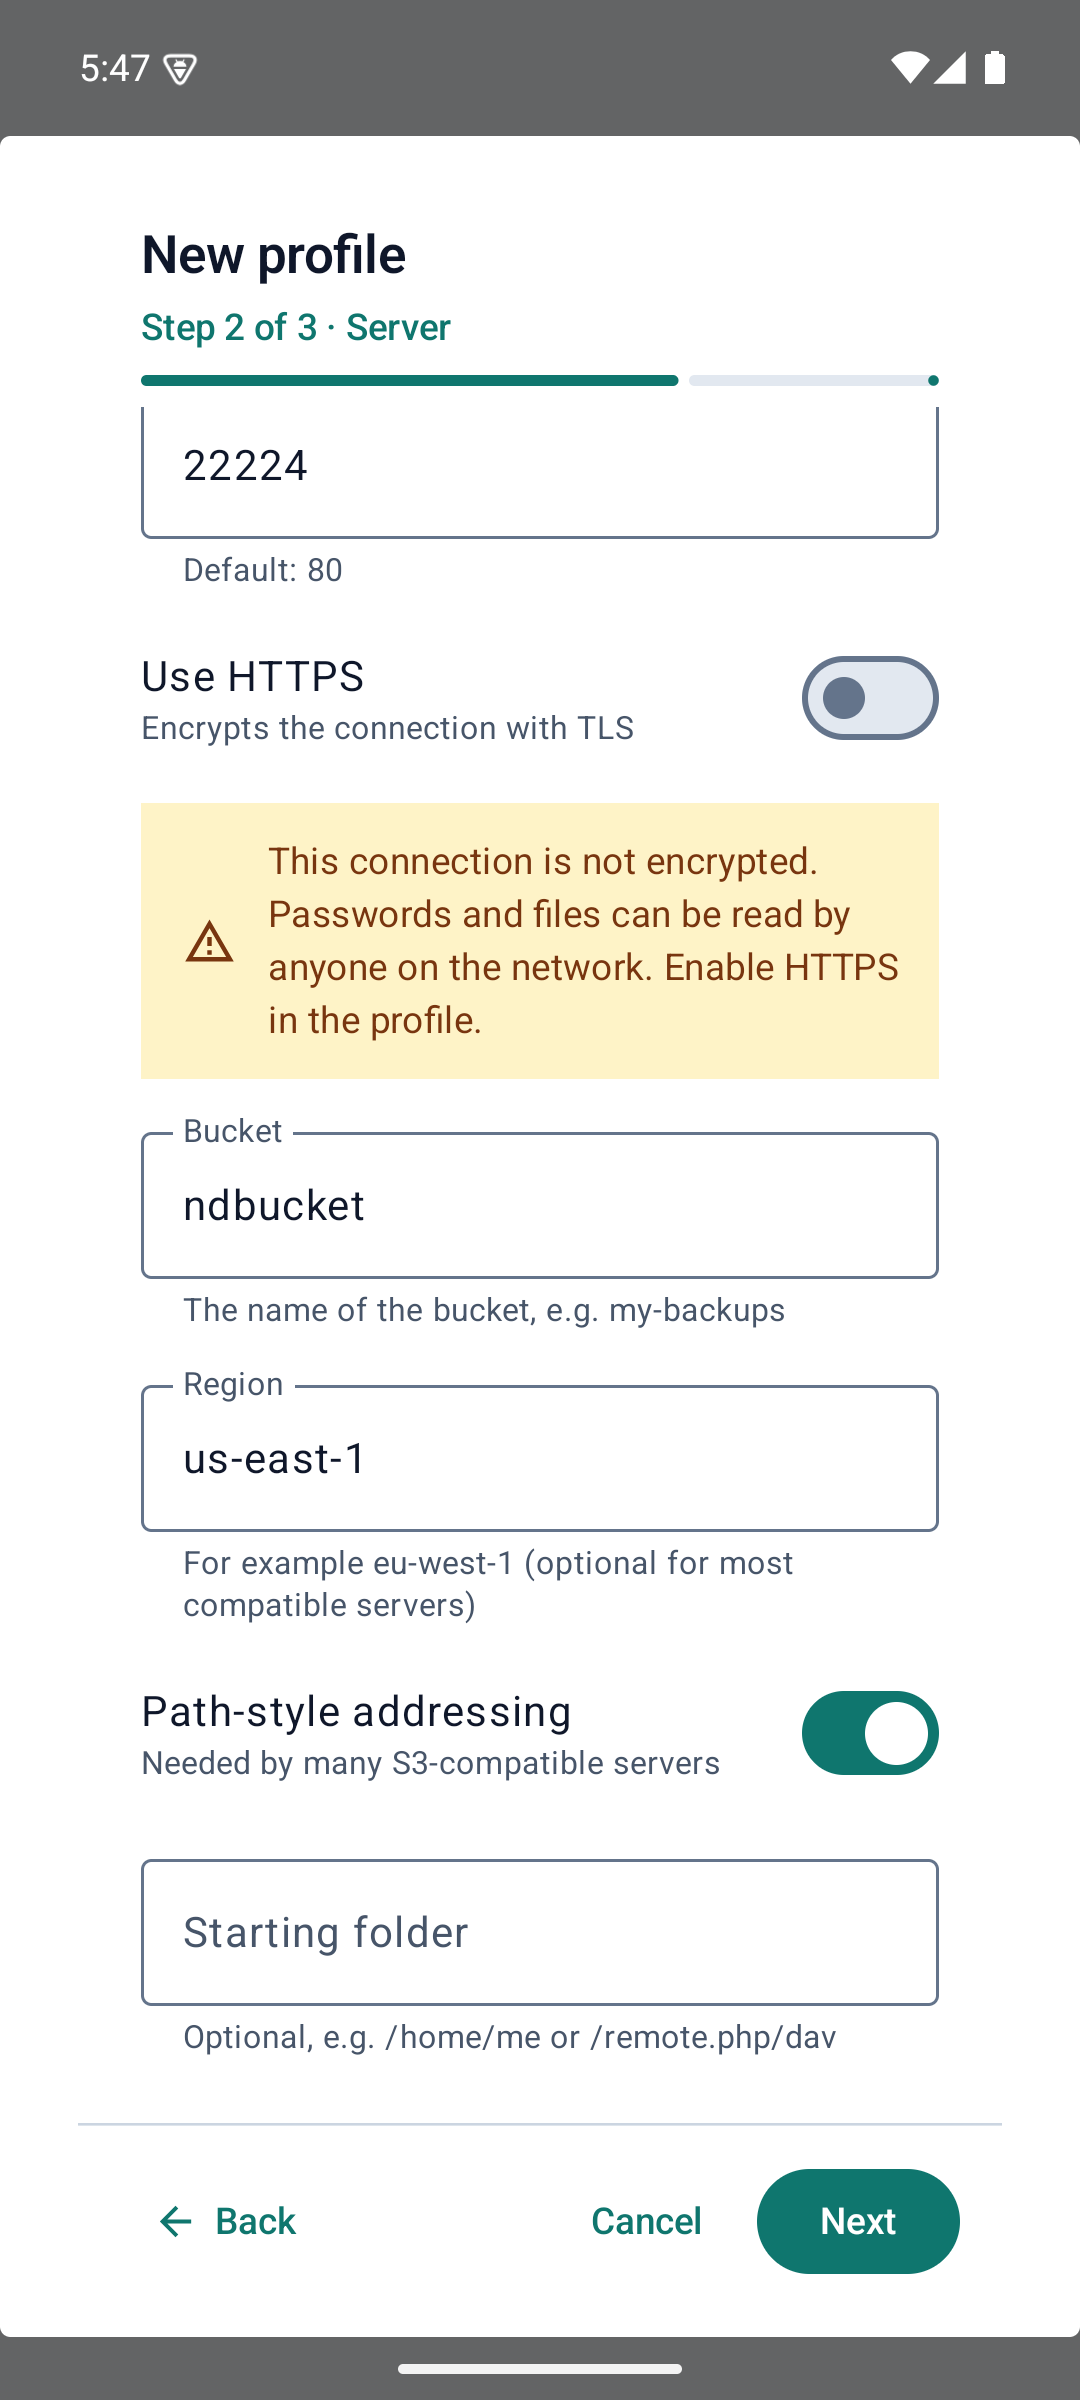 5:47
New profile
Step 2 of 3 · Server
22224
Default: 80
Use HTTPS
Encrypts the connection with TLS
This connection is not encrypted.
Passwords and files can be read by
anyone on the network. Enable HTTPS
in the profile.
Bucket
ndbucket
The name of the bucket, e.g. my-backups
Region
us-east-1
For example eu-west-1 (optional for most
compatible servers)
Path-style addressing
Needed by many S3-compatible servers
Starting folder
Optional, e.g. /home/me or /remote.php/dav
Back
Cancel
Next